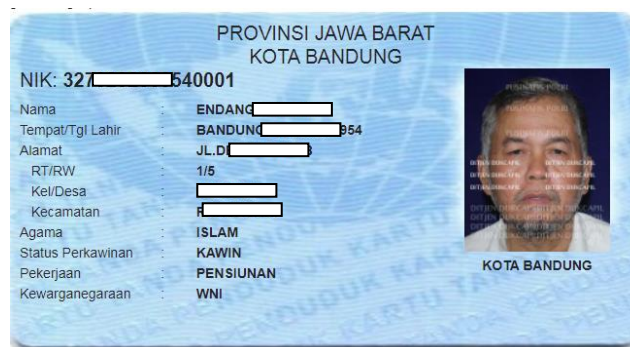 PROVINSI JAWA BARAT
KOTA BANDUNG
NIK: 327 540001
Nama : ENDANG
Tempat/Tgl Lahir : BANDUNG 954
Alamat : JL.D
RT/RW : 1/5
Kel/Desa :
Kecamatan :
Agama : ISLAM
Status Perkawinan : KAWIN
Pekerjaan : PENSIUNAN
Kewarganegaraan : WNI
KOTA BANDUNG